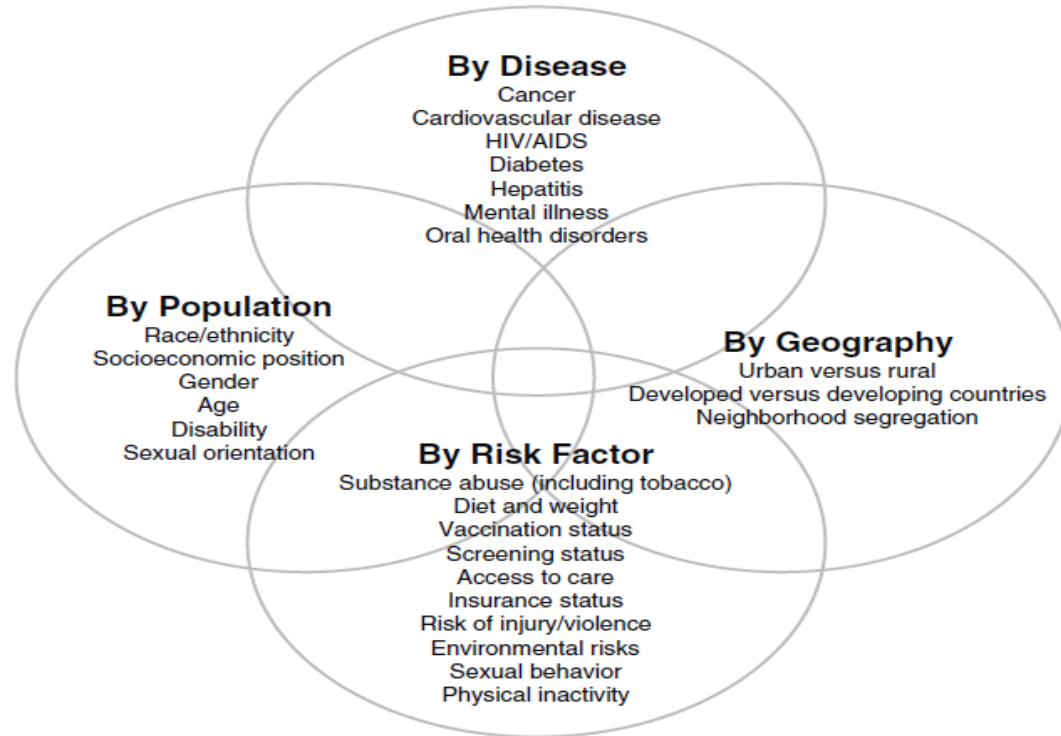 By Disease
Cancer
Cardiovascular disease
HIV/AIDS
Diabetes
Hepatitis
Mental illness
Oral health disorders
By Population
Race/ethnicity
Socioeconomic position
Gender
Age
Disability
Sexual orientation
By Geography
Urban versus rural
Developed versus developing countries
Neighborhood segregation
By Risk Factor
Substance abuse (including tobacco)
Diet and weight
Vaccination status
Screening status
Access to care
Insurance status
Risk of injury/violence
Environmental risks
Sexual behavior
Physical inactivity